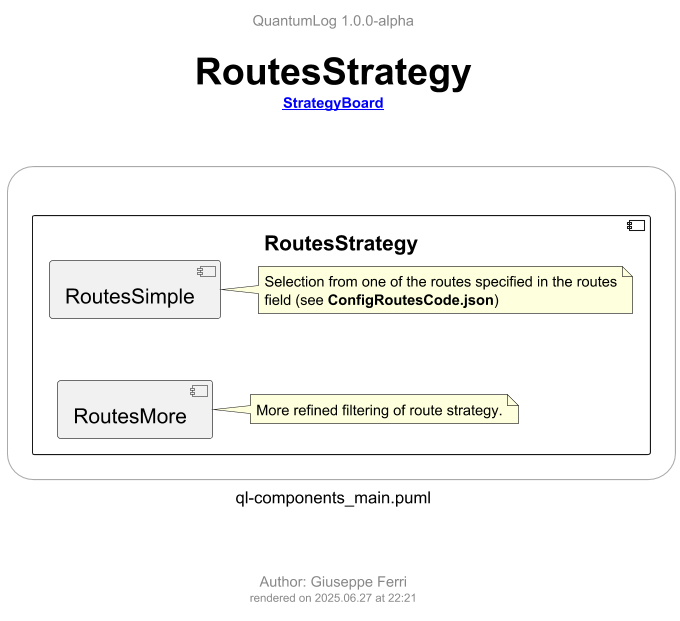 QuantumLog 1.0.0-alpha
RoutesStrategy
StrategyBoard
RoutesStrategy
RoutesSimple
Selection from one of the routes specified in the routes
field (see ConfigRoutesCode.json)
RoutesMore
More refined filtering of route strategy.
ql-components_main.puml
Author: Giuseppe Ferri
rendered on 2025.06.27 at 22:21